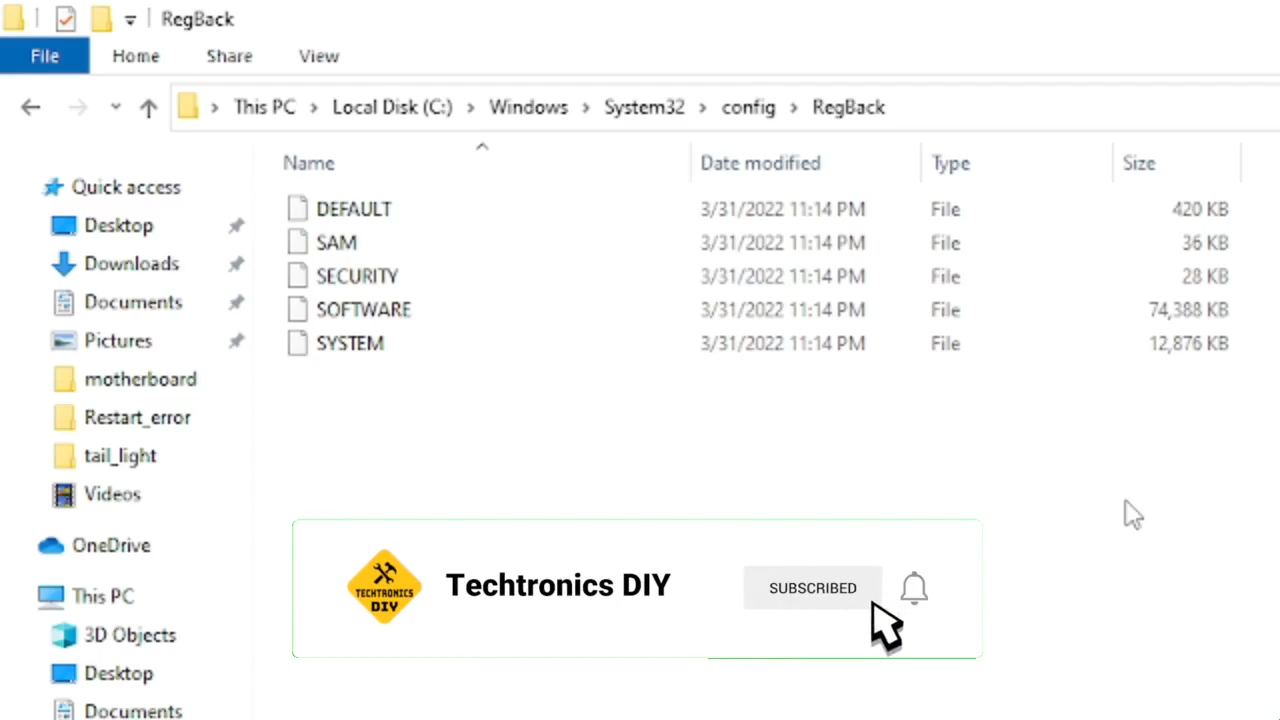 RegBack
File Home Share View
This PC Local Disk (C:) Windows System32 config RegBack
Name Date modified Type Size
Quick access
Desktop
Downloads
Documents
Pictures
motherboard
Restart_error
tail_light
Videos
OneDrive
This PC
3D Objects
Desktop
Documents
DEFAULT 3/31/2022 11:14 PM File 420 KB
SAM 3/31/2022 11:14 PM File 36 KB
SECURITY 3/31/2022 11:14 PM File 28 KB
SOFTWARE 3/31/2022 11:14 PM File 74,388 KB
SYSTEM 3/31/2022 11:14 PM File 12,876 KB
TECHTRONICS
DIY
Techtronics DIY
SUBSCRIBED